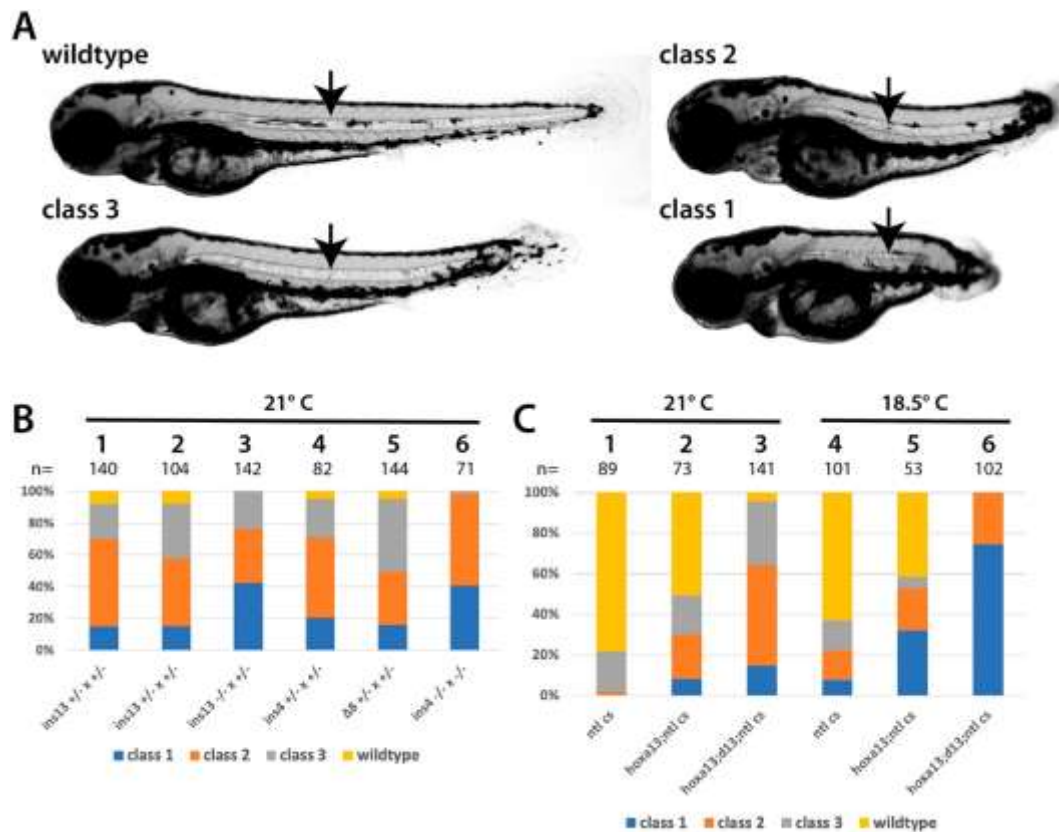 A
wildtype
class 2
class 3
class 1
B
21° C
1 2 3 4 5 6
n= 140 104 142 82 144 71
100%
80%
60%
40%
20%
0%
ins13 +/- x +/-
ins13 +/- x +/-
ins13 -/- x +/-
ins4 +/- x +/-
Δ8 +/- x +/-
ins4 -/- x -/-
class 1 class 2 class 3 wildtype
C
21° C 18.5° C
1 2 3 4 5 6
n= 89 73 141 101 53 102
100%
80%
60%
40%
20%
0%
ntl cs
hoxa13;ntl cs
hoxa13;d13;ntl cs
ntl cs
hoxa13;ntl cs
hoxa13;d13;ntl cs
class 1 class 2 class 3 wildtype